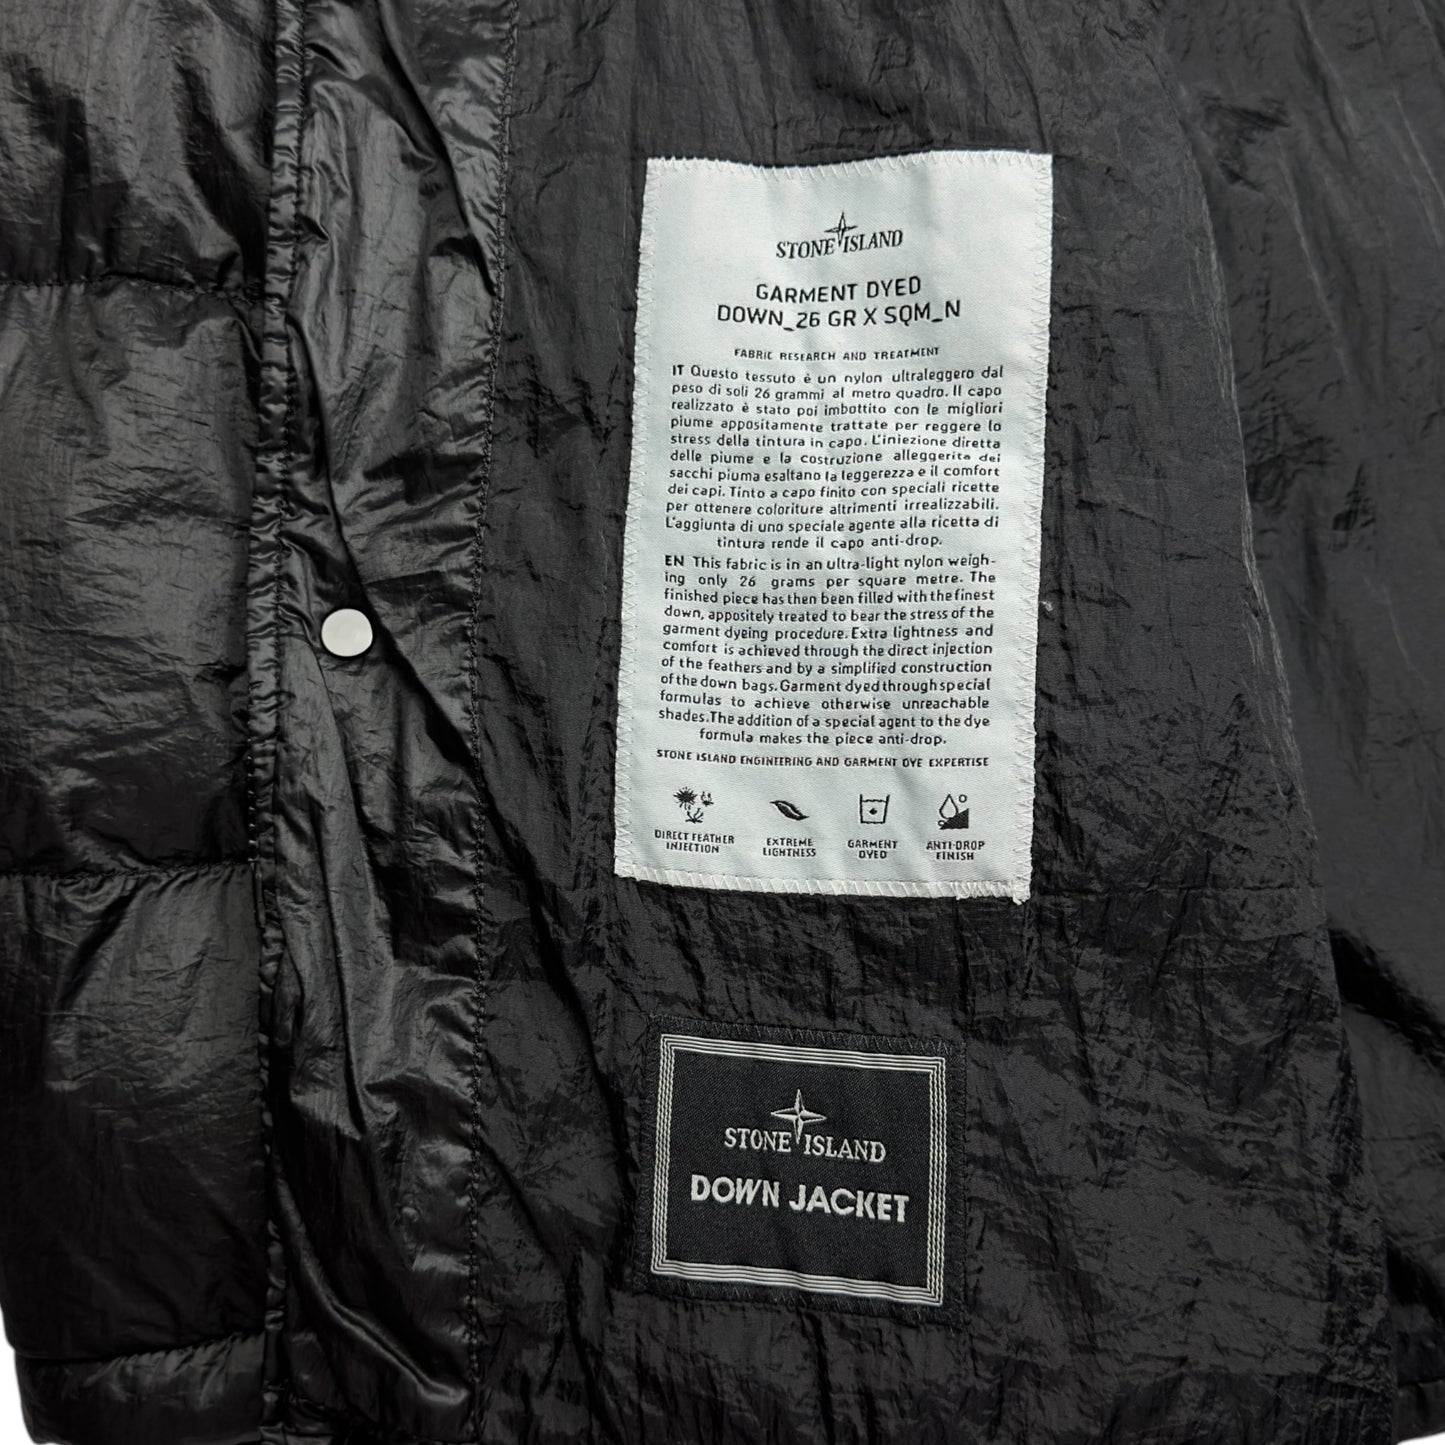 STONE ISLAND
GARMENT DYED
DOWN_26 GR X SQM_N
FABRIC RESEARCH AND TREATMENT
IT Questo tessuto è un nylon ultraleggero dal
peso di soli 26 grammi al metro quadro. Il capo
realizzato è stato poi imbottito con le migliori
piume appositamente trattate per reggere lo
stress della tintura in capo. L'iniezione diretta
delle piume e la costruzione alleggerita dei
sacchi piuma esaltano la leggerezza e il comfort
dei capi. Tinto a capo finito con speciali ricette
per ottenere coloriture altrimenti irrealizzabili.
L'aggiunta di uno speciale agente alla ricetta di
tintura rende il capo anti-drop.
EN This fabric is in an ultra-light nylon weigh-
ing only 26 grams per square metre. The
finished piece has then been filled with the finest
down, appositely treated to bear the stress of the
garment dyeing procedure. Extra lightness and
comfort is achieved through the direct injection
of the feathers and by a simplified construction
of the down bags. Garment dyed through special
formulas to achieve otherwise unreachable
shades. The addition of a special agent to the dye
formula makes the piece anti-drop.
STONE ISLAND ENGINEERING AND GARMENT DYE EXPERTISE
DIRECT FEATHER
INJECTION
EXTREME
LIGHTNESS
GARMENT
DYED
ANTI-DROP
FINISH
STONE ISLAND
DOWN JACKET